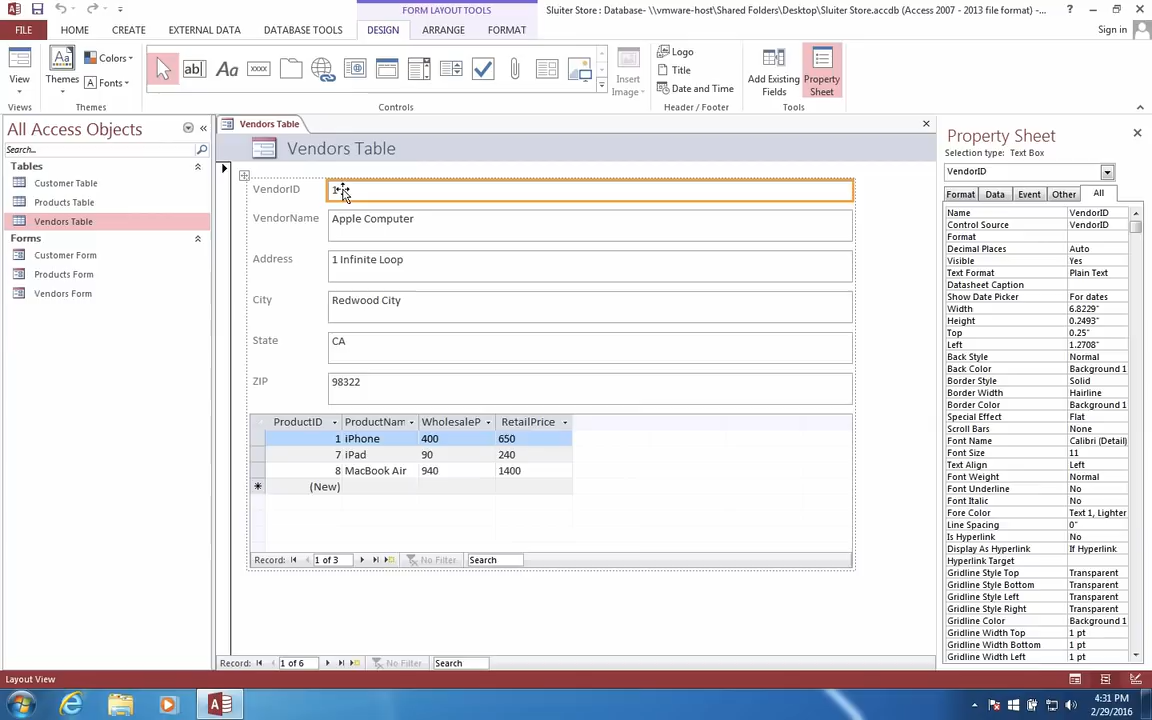 FORM LAYOUT TOOLS
Sluiter Store : Database- \\vmware-host\Shared Folders\Desktop\Sluiter Store.accdb (Access 2007 - 2013 file format) -...
FILE HOME CREATE EXTERNAL DATA DATABASE TOOLS DESIGN ARRANGE FORMAT
Sign in
View
Themes
Colors
Fonts
ab|
Aa
xxxx
Insert
Image
Logo
Title
Date and Time
Add Existing
Fields
Property
Sheet
Views Themes Controls Header / Footer Tools
All Access Objects
Search...
Tables
Customer Table
Products Table
Vendors Table
Forms
Customer Form
Products Form
Vendors Form
Vendors Table
Vendors Table
VendorID 1
VendorName Apple Computer
Address 1 Infinite Loop
City Redwood City
State CA
ZIP 98322
ProductID ProductNam WholesaleP RetailPrice
1 iPhone 400 650
7 iPad 90 240
8 MacBook Air 940 1400
(New)
Record: 1 of 3 No Filter Search
Record: 1 of 6 No Filter Search
Property Sheet
Selection type: Text Box
VendorID
Format Data Event Other All
Name VendorID
Control Source VendorID
Format
Decimal Places Auto
Visible Yes
Text Format Plain Text
Datasheet Caption
Show Date Picker For dates
Width 6.8229"
Height 0.2493"
Top 0.25"
Left 1.2708"
Back Style Normal
Back Color Background 1
Border Style Solid
Border Width Hairline
Border Color Background 1
Special Effect Flat
Scroll Bars None
Font Name Calibri (Detail)
Font Size 11
Text Align Left
Font Weight Normal
Font Underline No
Font Italic No
Fore Color Text 1, Lighter
Line Spacing 0"
Is Hyperlink No
Display As Hyperlink If Hyperlink
Hyperlink Target
Gridline Style Top Transparent
Gridline Style Bottom Transparent
Gridline Style Left Transparent
Gridline Style Right Transparent
Gridline Color Background 1
Gridline Width Top 1 pt
Gridline Width Bottom 1 pt
Gridline Width Left 1 pt
Layout View
4:31 PM
2/29/2016